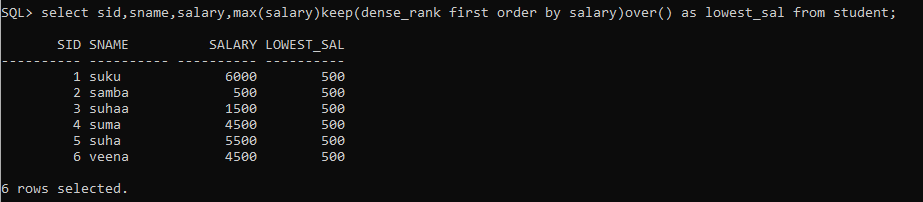 SQL> select sid,sname,salary,max(salary)keep(dense_rank first order by salary)over() as lowest_sal from student;
       SID SNAME          SALARY LOWEST_SAL
---------- ---------- ---------- ----------
         1 suku             6000        500
         2 samba             500        500
         3 suhaa            1500        500
         4 suma             4500        500
         5 suha             5500        500
         6 veena            4500        500
6 rows selected.